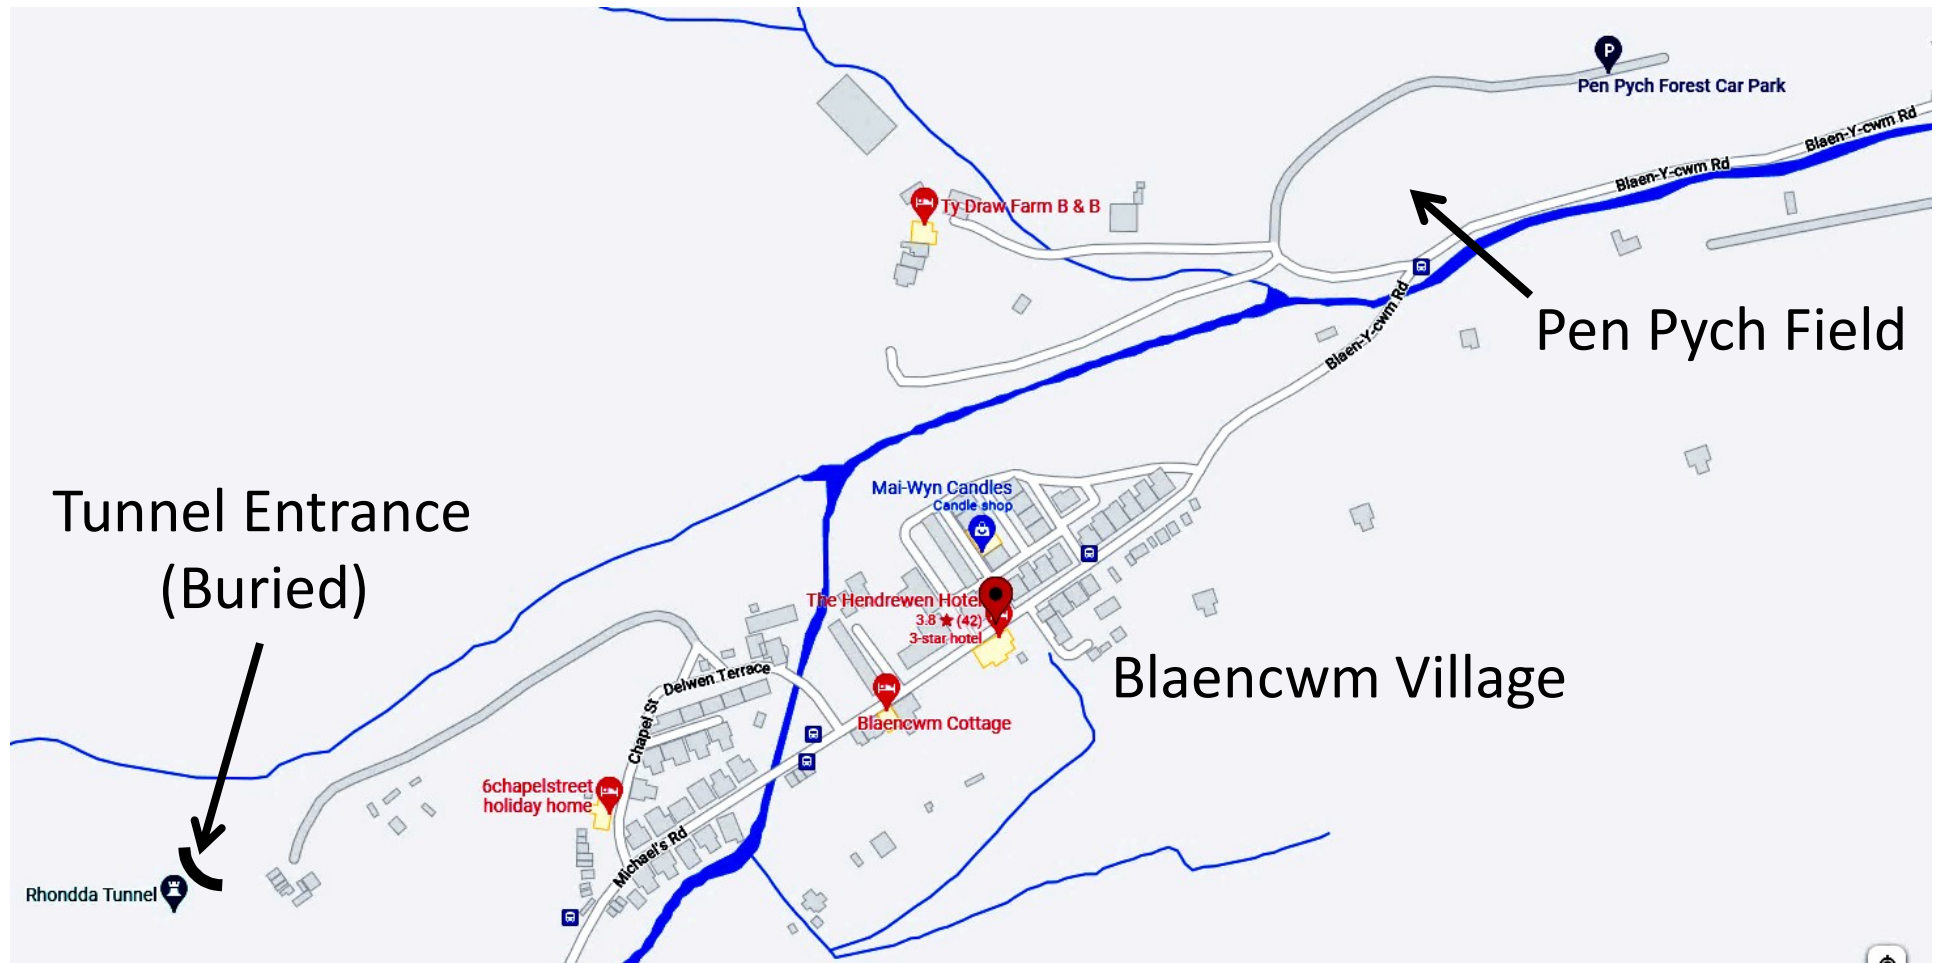 P
Pen Pych Forest Car Park
Blaen-Y-cwm Rd
Blaen-Y-cwm Rd
Ty Draw Farm B & B
Pen Pych Field
Blaen-Y-cwm Rd
Mai-Wyn Candles
Candle shop
Tunnel Entrance
(Buried)
The Hendrewen Hotel
3.8 ★ (42)
3-star hotel
Blaencwm Village
Delwen Terrace
Chapel St
Blaencwm Cottage
6chapelstreet
holiday home
Michael's Rd
Rhondda Tunnel